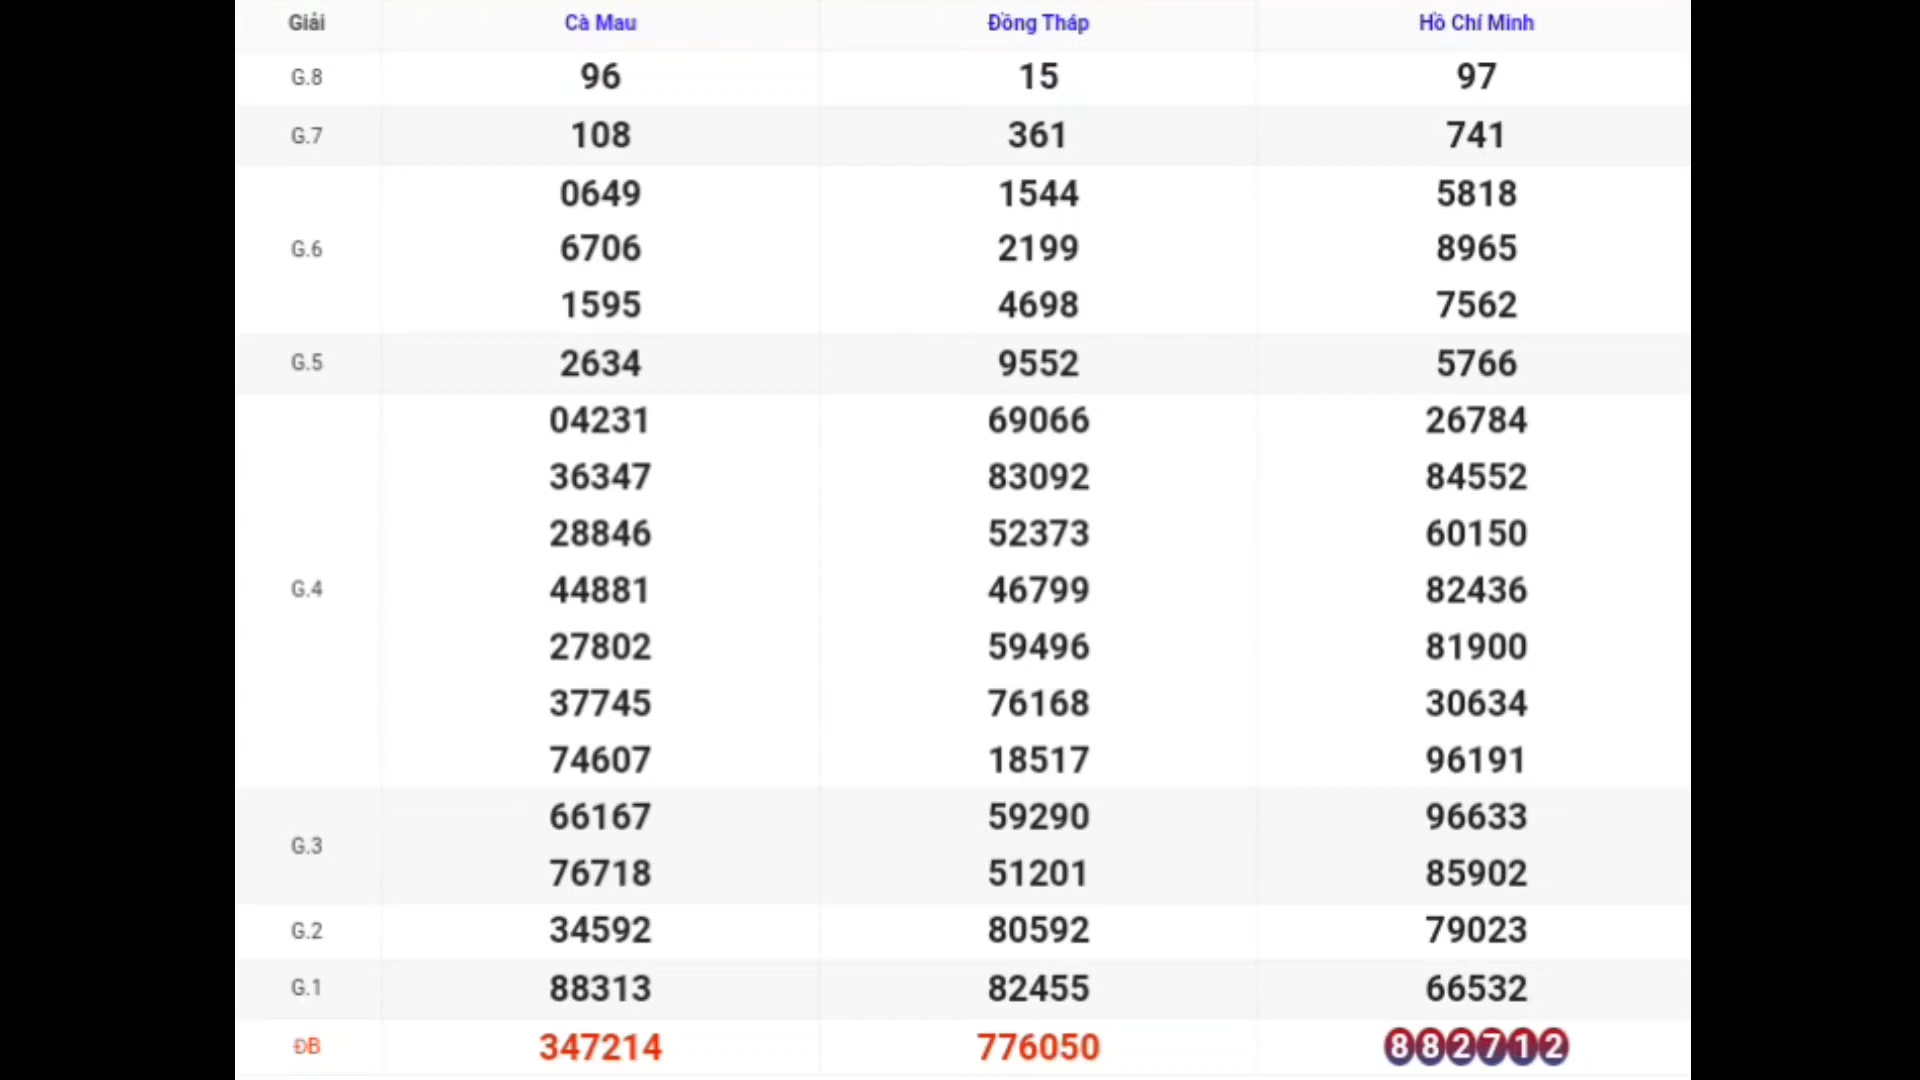 Giải Cà Mau Đồng Tháp Hồ Chí Minh
G.8 96 15 97
G.7 108 361 741
0649 1544 5818
G.6 6706 2199 8965
1595 4698 7562
G.5 2634 9552 5766
04231 69066 26784
36347 83092 84552
28846 52373 60150
G.4 44881 46799 82436
27802 59496 81900
37745 76168 30634
74607 18517 96191
66167 59290 96633
G.3
76718 51201 85902
G.2 34592 80592 79023
G.1 88313 82455 66532
ĐB 347214 776050 882712